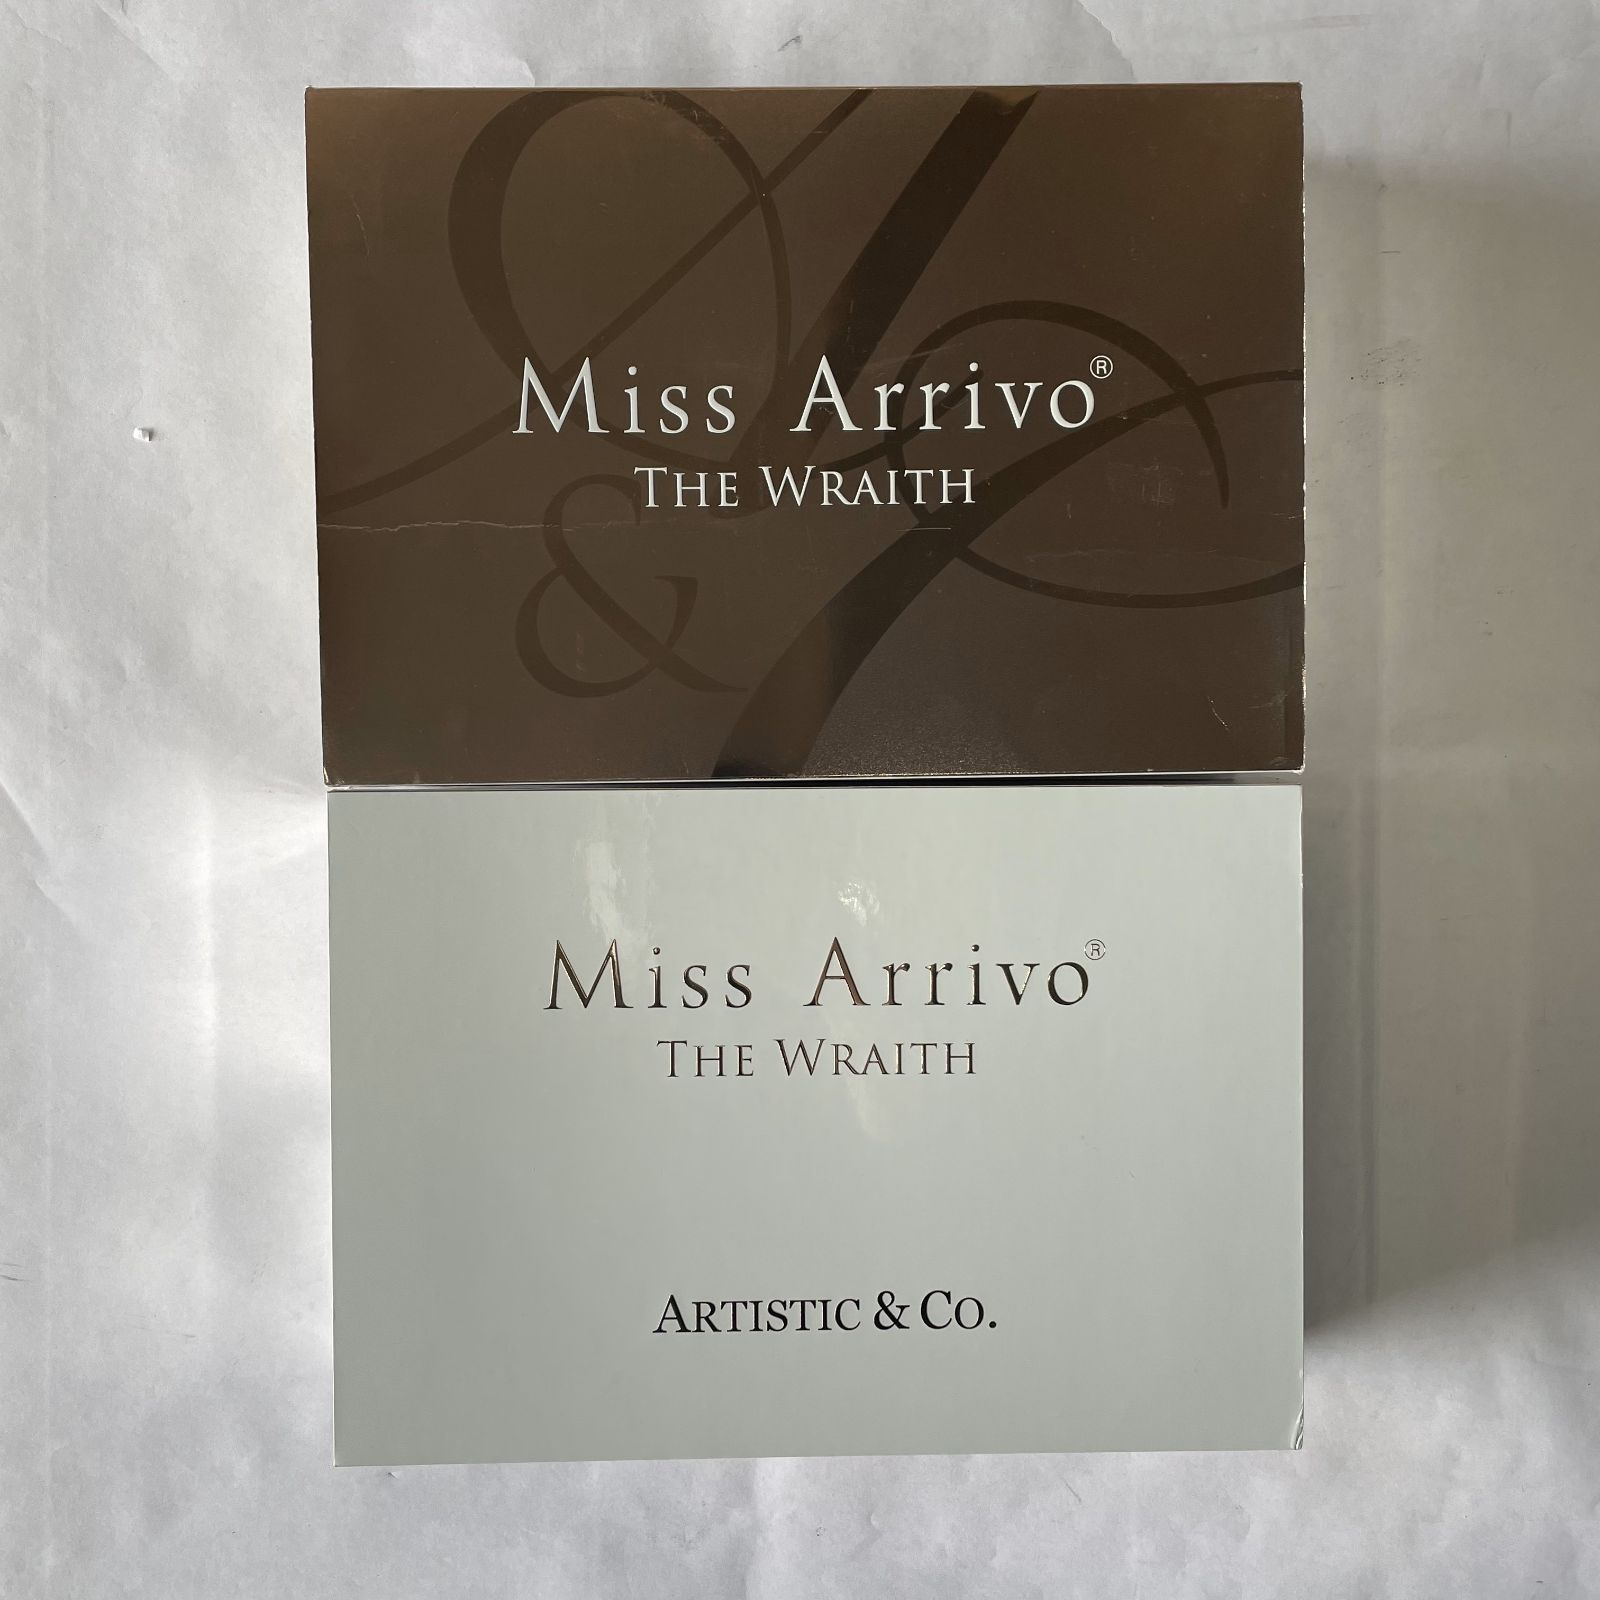 Miss Arrivo®
THE WRAITH
&
Miss Arrivo®
THE WRAITH
ARTISTIC & CO.